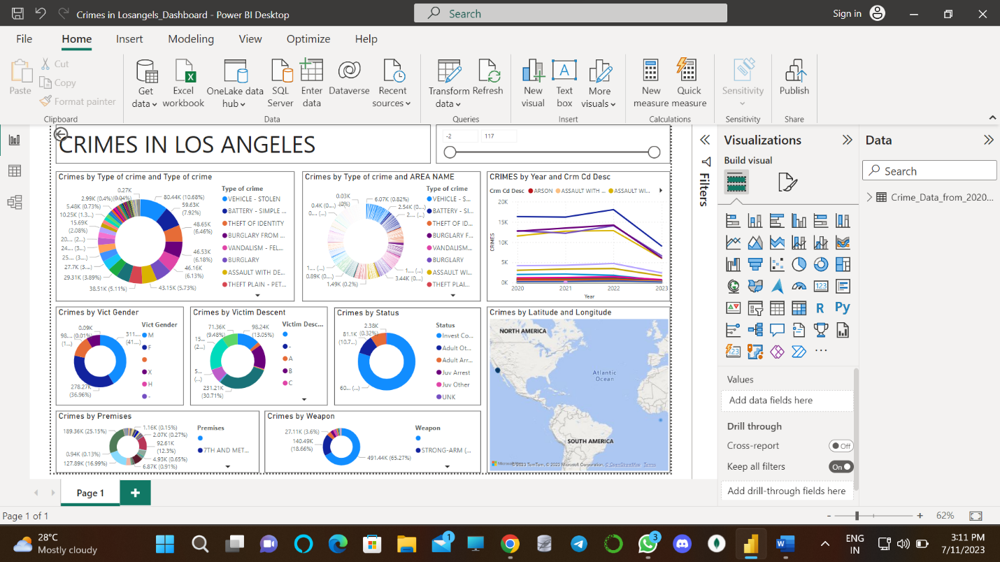 Crimes in Losangels_Dashboard - Power BI Desktop
Search
Sign in
File Home Insert Modeling View Optimize Help
Paste
Cut
Copy
Format painter
Clipboard
Get data
Excel workbook
OneLake data hub
SQL Server
Enter data
Dataverse
Recent sources
Data
Transform data
Refresh
Queries
New visual
Text box
More visuals
Insert
New measure
Quick measure
Calculations
Sensitivity
Sensitivity
Publish
Share
CRIMES IN LOS ANGELES
-2 117
Crimes by Type of crime and Type of crime
0.27K
2.99K (0.4%)
5.48K (0.73%)
10.25K (1.3...)
15.69K
(2.08%)
20.... (2...)
24.... (3...)
25.... (3...)
27.7K (3....)
29.31K (3.89%)
38.51K (5.11%)
80.44K (10.68%)
59.63K
(7.92%)
48.65K
(6.46%)
46.53K
(6.18%)
46.16K
(6.13%)
43.15K (5.73%)
Type of crime
VEHICLE - STOLEN
BATTERY - SIMPLE ...
THEFT OF IDENTITY
BURGLARY FROM ...
VANDALISM - FEL...
BURGLARY
ASSAULT WITH DE...
THEFT PLAIN - PET...
Crimes by Type of crime and AREA NAME
0.03K
(0%)
0.4K (0....)
0.... (...)
1.... (...)
0.89K (0....)
1.49K (0.2%)
6.07K (0.82%)
2.54K (0....)
2.... (...)
1.... (...)
3.44K (0....)
Type of crime
VEHICLE - S...
BATTERY - SI...
THEFT OF ID...
BURGLARY F...
VANDALISM...
BURGLARY
ASSAULT WI...
THEFT PLAI...
CRIMES by Year and Crm Cd Desc
Crm Cd Desc ARSON ASSAULT WITH ... ASSAULT WI...
20K
15K
10K
5K
0K
CRIMES
2020 2021 2022 2023
Year
Crimes by Vict Gender
0.09K
(0.01%)
98....
(1...)
311....
(41....)
278.27K
(36.96%)
Vict Gender
M
F
X
H
-
Crimes by Victim Descent
71.36K
(9.48%)
15...
(2...)
5...
(...)
231.21K
(30.71%)
98.24K
(13.05%)
Victim Desc...
-
A
B
C
Crimes by Status
2.38K
(0.32%)
81.1K
(10.7...)
60... (...)
Status
Invest Co...
Adult Ot...
Adult Arr...
Juv Arrest
Juv Other
UNK
Crimes by Latitude and Longitude
NORTH AMERICA
Atlantic
Ocean
SOUTH AMERICA
© 2023 TomTom, © 2023 Microsoft Corporation, © OpenStreetMap Terms
Crimes by Premises
189.36K (25.15%)
0.94K (0.13%)
127.89K (16.99%)
1.16K (0.15%)
2.07K (0.27%)
92.61K
(12.3%)
4.93K (0.65%)
6.87K (0.91%)
Premises
7TH AND MET...
Crimes by Weapon
27.11K (3.6%)
140.49K
(18.66%)
491.44K (65.27%)
Weapon
STRONG-ARM (...
Filters
Visualizations
Build visual
123
R
Py
123
...
Values
Add data fields here
Drill through
Cross-report Off
Keep all filters On
Add drill-through fields here
Data
Search
Crime_Data_from_2020...
Page 1
+
Page 1 of 1
- + 62%
28°C
Mostly cloudy
1
3
ENG
IN
3:11 PM
7/11/2023